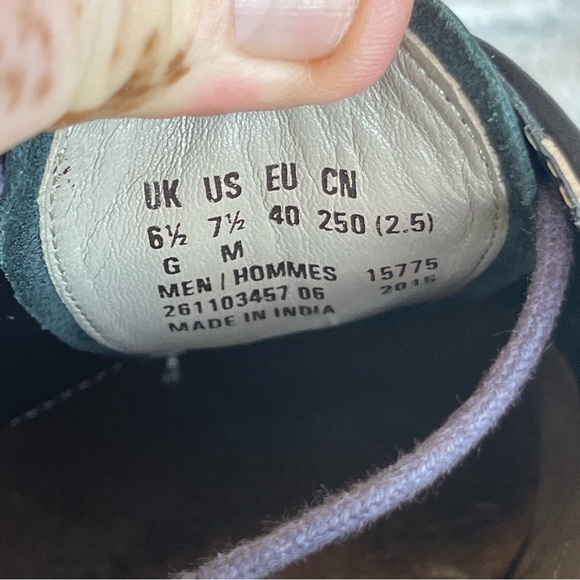 UK US EU CN
6½ 7½ 40 250 (2.5)
G M
MEN / HOMMES 15775
261103457 06 2015
MADE IN INDIA